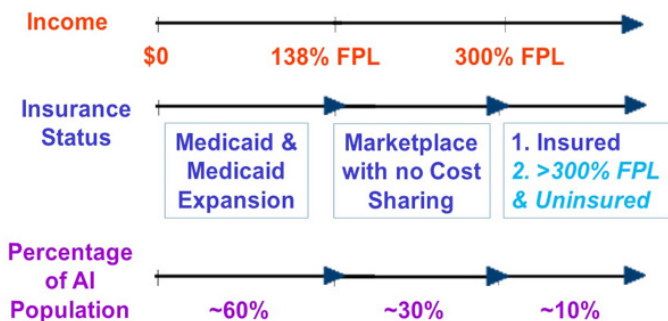 Income
$0
138% FPL
300% FPL
Insurance
Status
Medicaid &
Medicaid
Expansion
Marketplace
with no Cost
Sharing
1. Insured
2. >300% FPL
& Uninsured
Percentage
of AI
Population
~60%
~30%
~10%